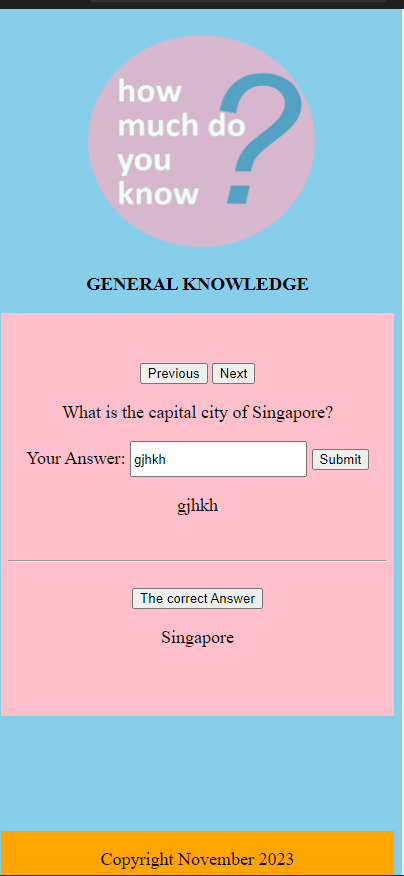 how
much do
you
know
?
GENERAL KNOWLEDGE
Previous Next
What is the capital city of Singapore?
Your Answer: gjhkh Submit
gjhkh
The correct Answer
Singapore
Copyright November 2023